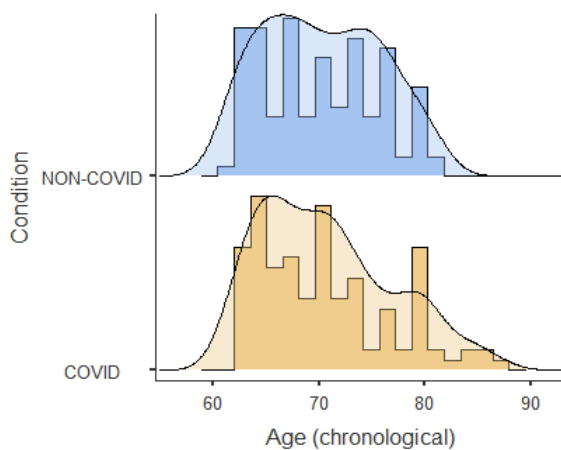 Condition
NON-COVID
COVID
60 70 80 90
Age (chronological)